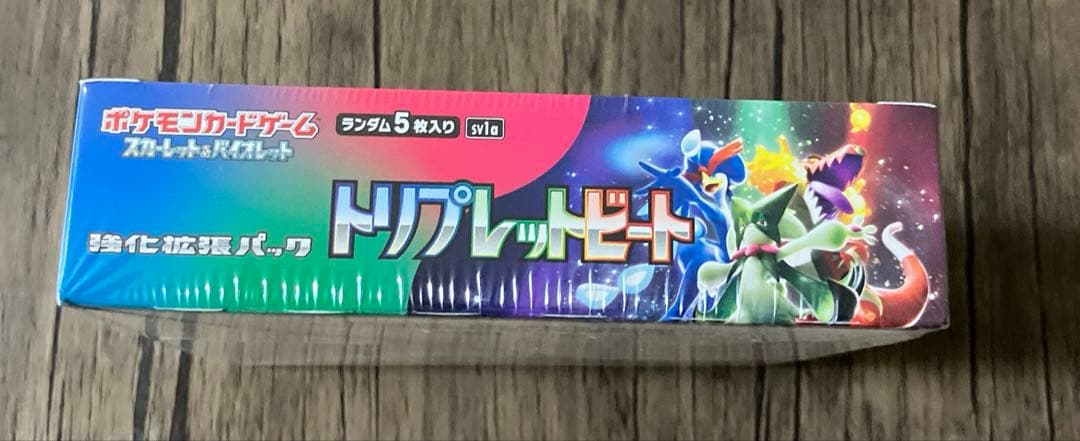 ポケモンカードゲーム
スカーレット&バイオレット
ランダム5枚入り sv1a
強化拡張パック
トリプレットビート